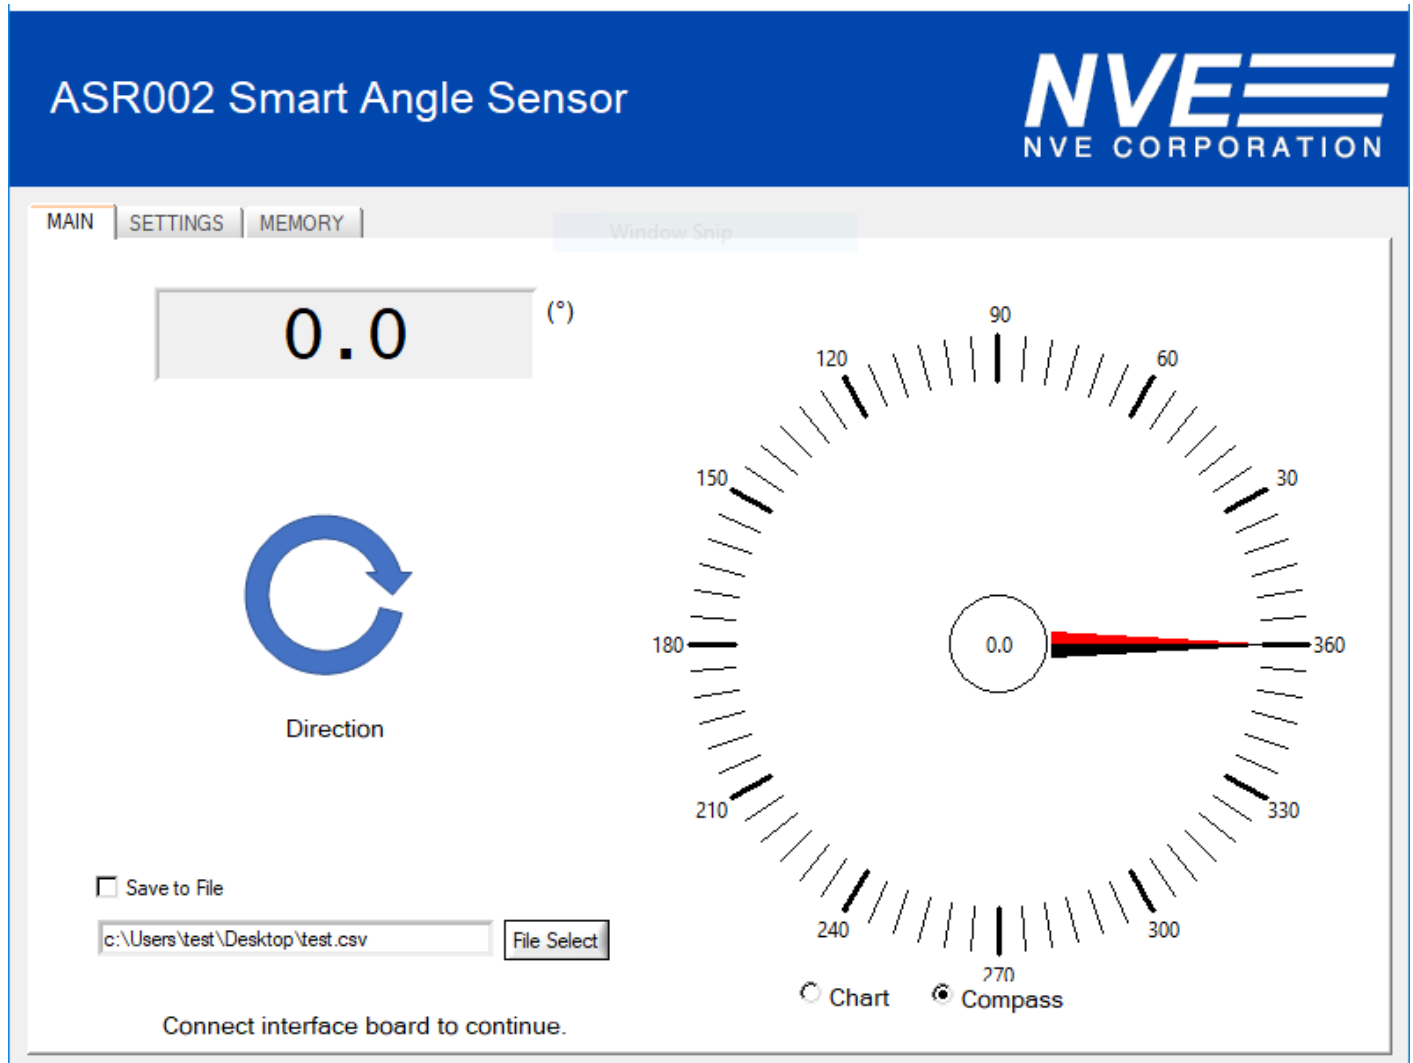 ASR002 Smart Angle Sensor
NVE
NVE CORPORATION
MAIN
SETTINGS
MEMORY
Window Snip
0.0
(°)
90
120
60
150
30
180
0.0
360
210
330
240
300
270
Direction
Save to File
c:\Users\test\Desktop\test.csv
File Select
Chart
Compass
Connect interface board to continue.